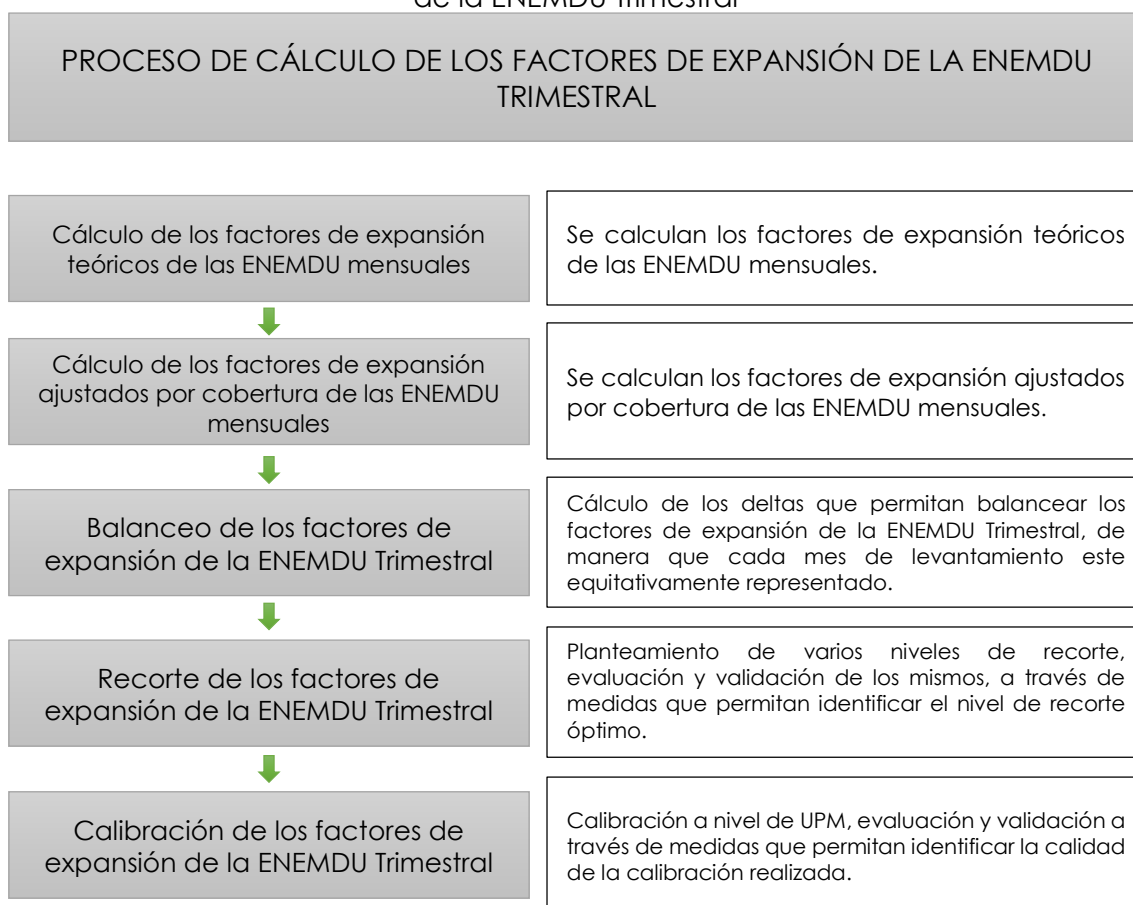 de la ENEMDU Trimestral
PROCESO DE CÁLCULO DE LOS FACTORES DE EXPANSIÓN DE LA ENEMDU
TRIMESTRAL
Cálculo de los factores de expansión
teóricos de las ENEMDU mensuales
Se calculan los factores de expansión teóricos
de las ENEMDU mensuales.
Cálculo de los factores de expansión
ajustados por cobertura de las ENEMDU
mensuales
Se calculan los factores de expansión ajustados
por cobertura de las ENEMDU mensuales.
Balanceo de los factores de
expansión de la ENEMDU Trimestral
Cálculo de los deltas que permitan balancear los
factores de expansión de la ENEMDU Trimestral, de
manera que cada mes de levantamiento este
equitativamente representado.
Recorte de los factores de
expansión de la ENEMDU Trimestral
Planteamiento de varios niveles de recorte,
evaluación y validación de los mismos, a través de
medidas que permitan identificar el nivel de recorte
óptimo.
Calibración de los factores de
expansión de la ENEMDU Trimestral
Calibración a nivel de UPM, evaluación y validación a
través de medidas que permitan identificar la calidad
de la calibración realizada.